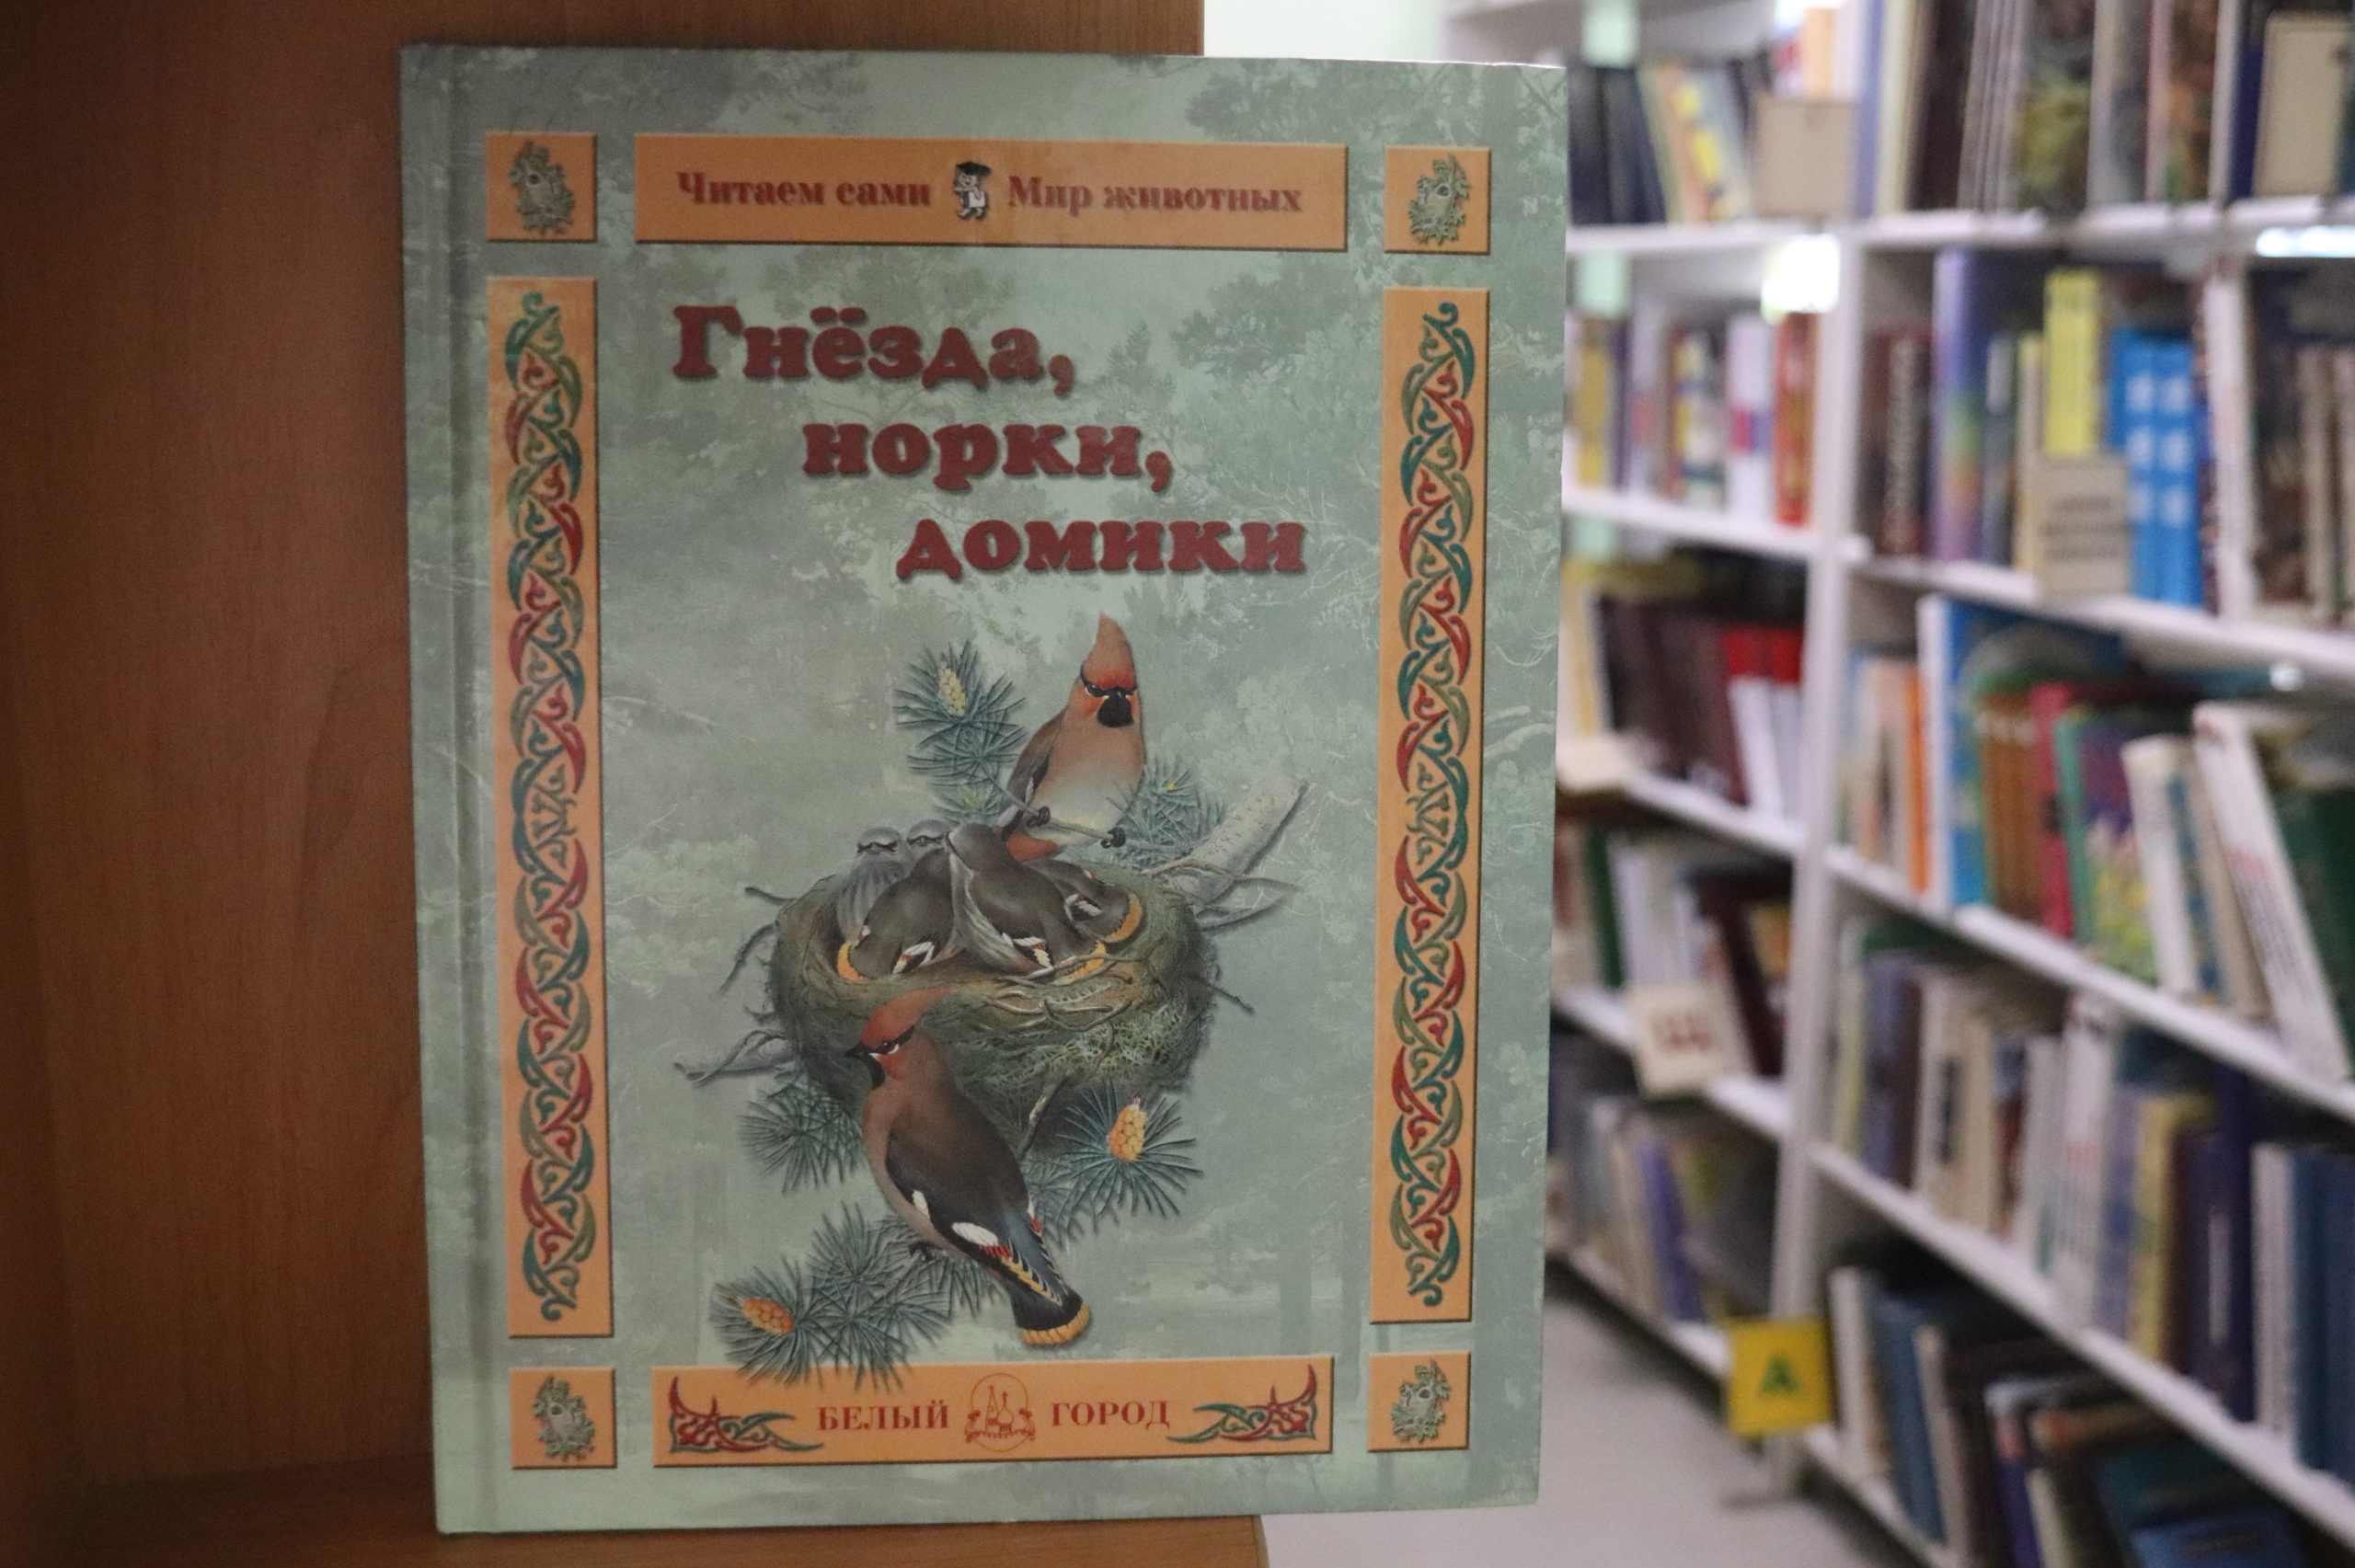 Читаем сами Мир животных
Гнёзда,
норки,
домики
БЕЛЫЙ ГОРОД